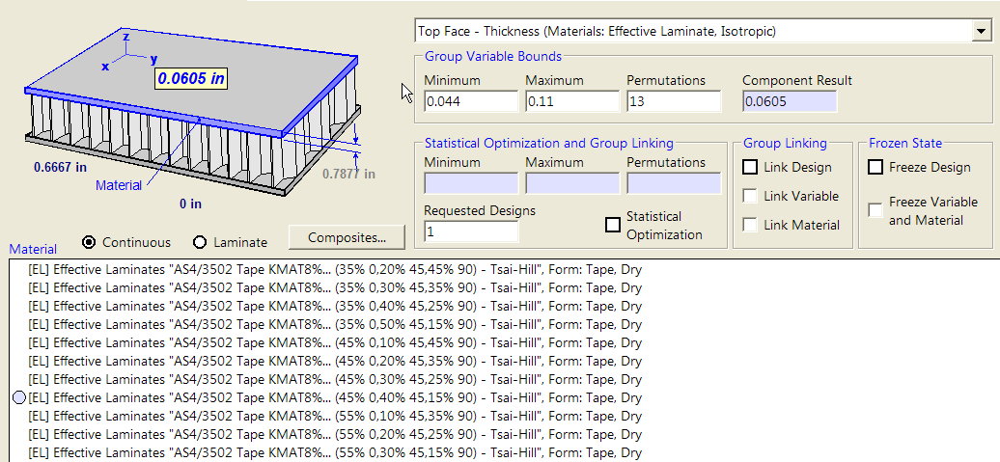 Top Face - Thickness (Materials: Effective Laminate, Isotropic)
Group Variable Bounds
Minimum Maximum Permutations Component Result
0.044 0.11 13 0.0605
z
x y
0.0605 in
0.6667 in
Material
0.7877 in
0 in
Statistical Optimization and Group Linking
Minimum Maximum Permutations
Requested Designs
1
Statistical Optimization
Group Linking
Link Design
Link Variable
Link Material
Frozen State
Freeze Design
Freeze Variable and Material
Continuous Laminate Composites...
Material
[EL] Effective Laminates "AS4/3502 Tape KMAT8%... (35% 0,20% 45,45% 90) - Tsai-Hill", Form: Tape, Dry
[EL] Effective Laminates "AS4/3502 Tape KMAT8%... (35% 0,30% 45,35% 90) - Tsai-Hill", Form: Tape, Dry
[EL] Effective Laminates "AS4/3502 Tape KMAT8%... (35% 0,40% 45,25% 90) - Tsai-Hill", Form: Tape, Dry
[EL] Effective Laminates "AS4/3502 Tape KMAT8%... (35% 0,50% 45,15% 90) - Tsai-Hill", Form: Tape, Dry
[EL] Effective Laminates "AS4/3502 Tape KMAT8%... (45% 0,10% 45,45% 90) - Tsai-Hill", Form: Tape, Dry
[EL] Effective Laminates "AS4/3502 Tape KMAT8%... (45% 0,20% 45,35% 90) - Tsai-Hill", Form: Tape, Dry
[EL] Effective Laminates "AS4/3502 Tape KMAT8%... (45% 0,30% 45,25% 90) - Tsai-Hill", Form: Tape, Dry
[EL] Effective Laminates "AS4/3502 Tape KMAT8%... (45% 0,40% 45,15% 90) - Tsai-Hill", Form: Tape, Dry
[EL] Effective Laminates "AS4/3502 Tape KMAT8%... (55% 0,10% 45,35% 90) - Tsai-Hill", Form: Tape, Dry
[EL] Effective Laminates "AS4/3502 Tape KMAT8%... (55% 0,20% 45,25% 90) - Tsai-Hill", Form: Tape, Dry
[EL] Effective Laminates "AS4/3502 Tape KMAT8%... (55% 0,30% 45,15% 90) - Tsai-Hill", Form: Tape, Dry